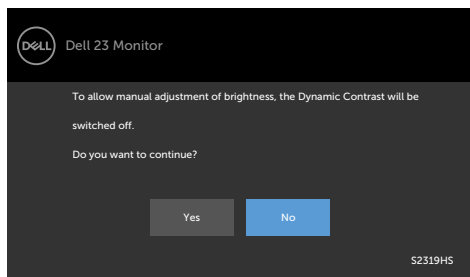 DELL
Dell 23 Monitor
To allow manual adjustment of brightness, the Dynamic Contrast will be
switched off.
Do you want to continue?
Yes
No
S2319HS